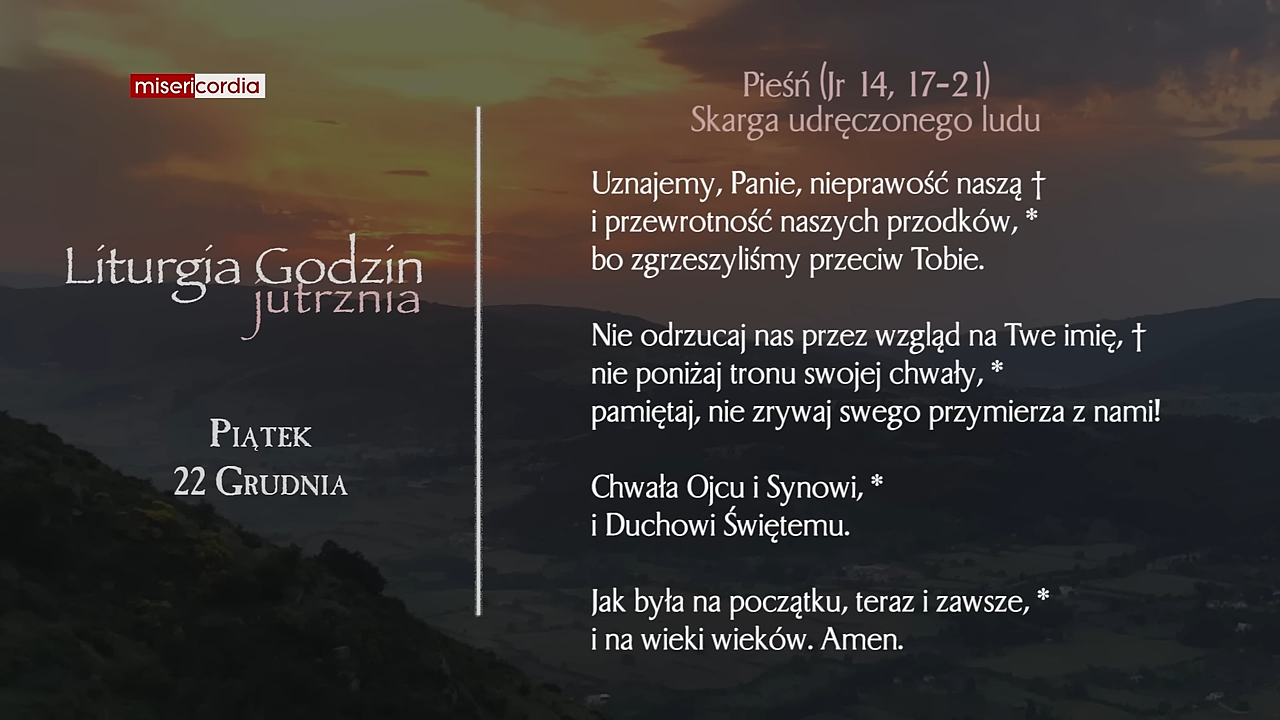 misericordia
Liturgia Godzin
jutrznia
Piątek
22 Grudnia
Pieśń (Jr 14, 17-21)
Skarga udręczonego ludu
Uznajemy, Panie, nieprawość naszą †
i przewrotność naszych przodków, *
bo zgrzeszyliśmy przeciw Tobie.
Nie odrzucaj nas przez wzgląd na Twe imię, †
nie poniżaj tronu swojej chwały, *
pamiętaj, nie zrywaj swego przymierza z nami!
Chwała Ojcu i Synowi, *
i Duchowi Świętemu.
Jak była na początku, teraz i zawsze, *
i na wieki wieków. Amen.